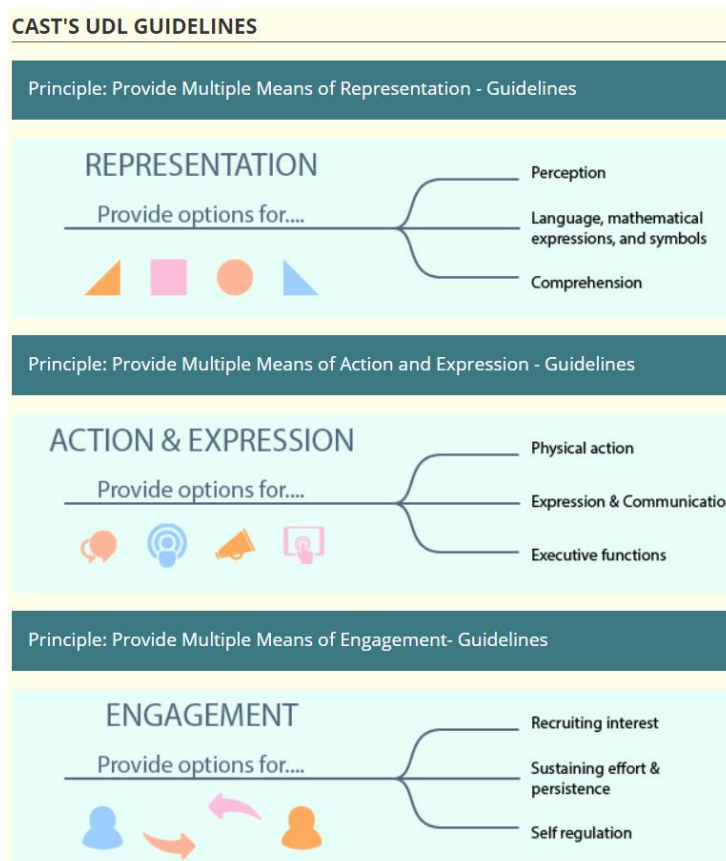 CAST'S UDL GUIDELINES
Principle: Provide Multiple Means of Representation - Guidelines
REPRESENTATION
Provide options for....
Perception
Language, mathematical
expressions, and symbols
Comprehension
Principle: Provide Multiple Means of Action and Expression - Guidelines
ACTION & EXPRESSION
Provide options for....
Physical action
Expression & Communicatio
Executive functions
Principle: Provide Multiple Means of Engagement- Guidelines
ENGAGEMENT
Provide options for....
Recruiting interest
Sustaining effort &
persistence
Self regulation